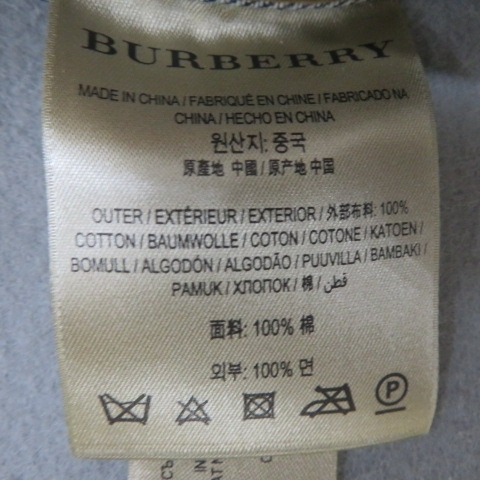 BURBERRY
MADE IN CHINA / FABRIQUÉ EN CHINE / FABRICADO NA
CHINA / HECHO EN CHINA
원산지: 중국
原產地 中國 / 原产地 中国
OUTER / EXTÉRIEUR / EXTERIOR / 外部布料: 100%
COTTON / BAUMWOLLE / COTON / COTONE / KATOEN /
BOMULL / ALGODÓN / ALGODÃO / PUUVILLA / BAMBAKI /
PAMUK / ХЛОПОК / 棉 / قطن
面料: 100% 棉
외부: 100% 면
P